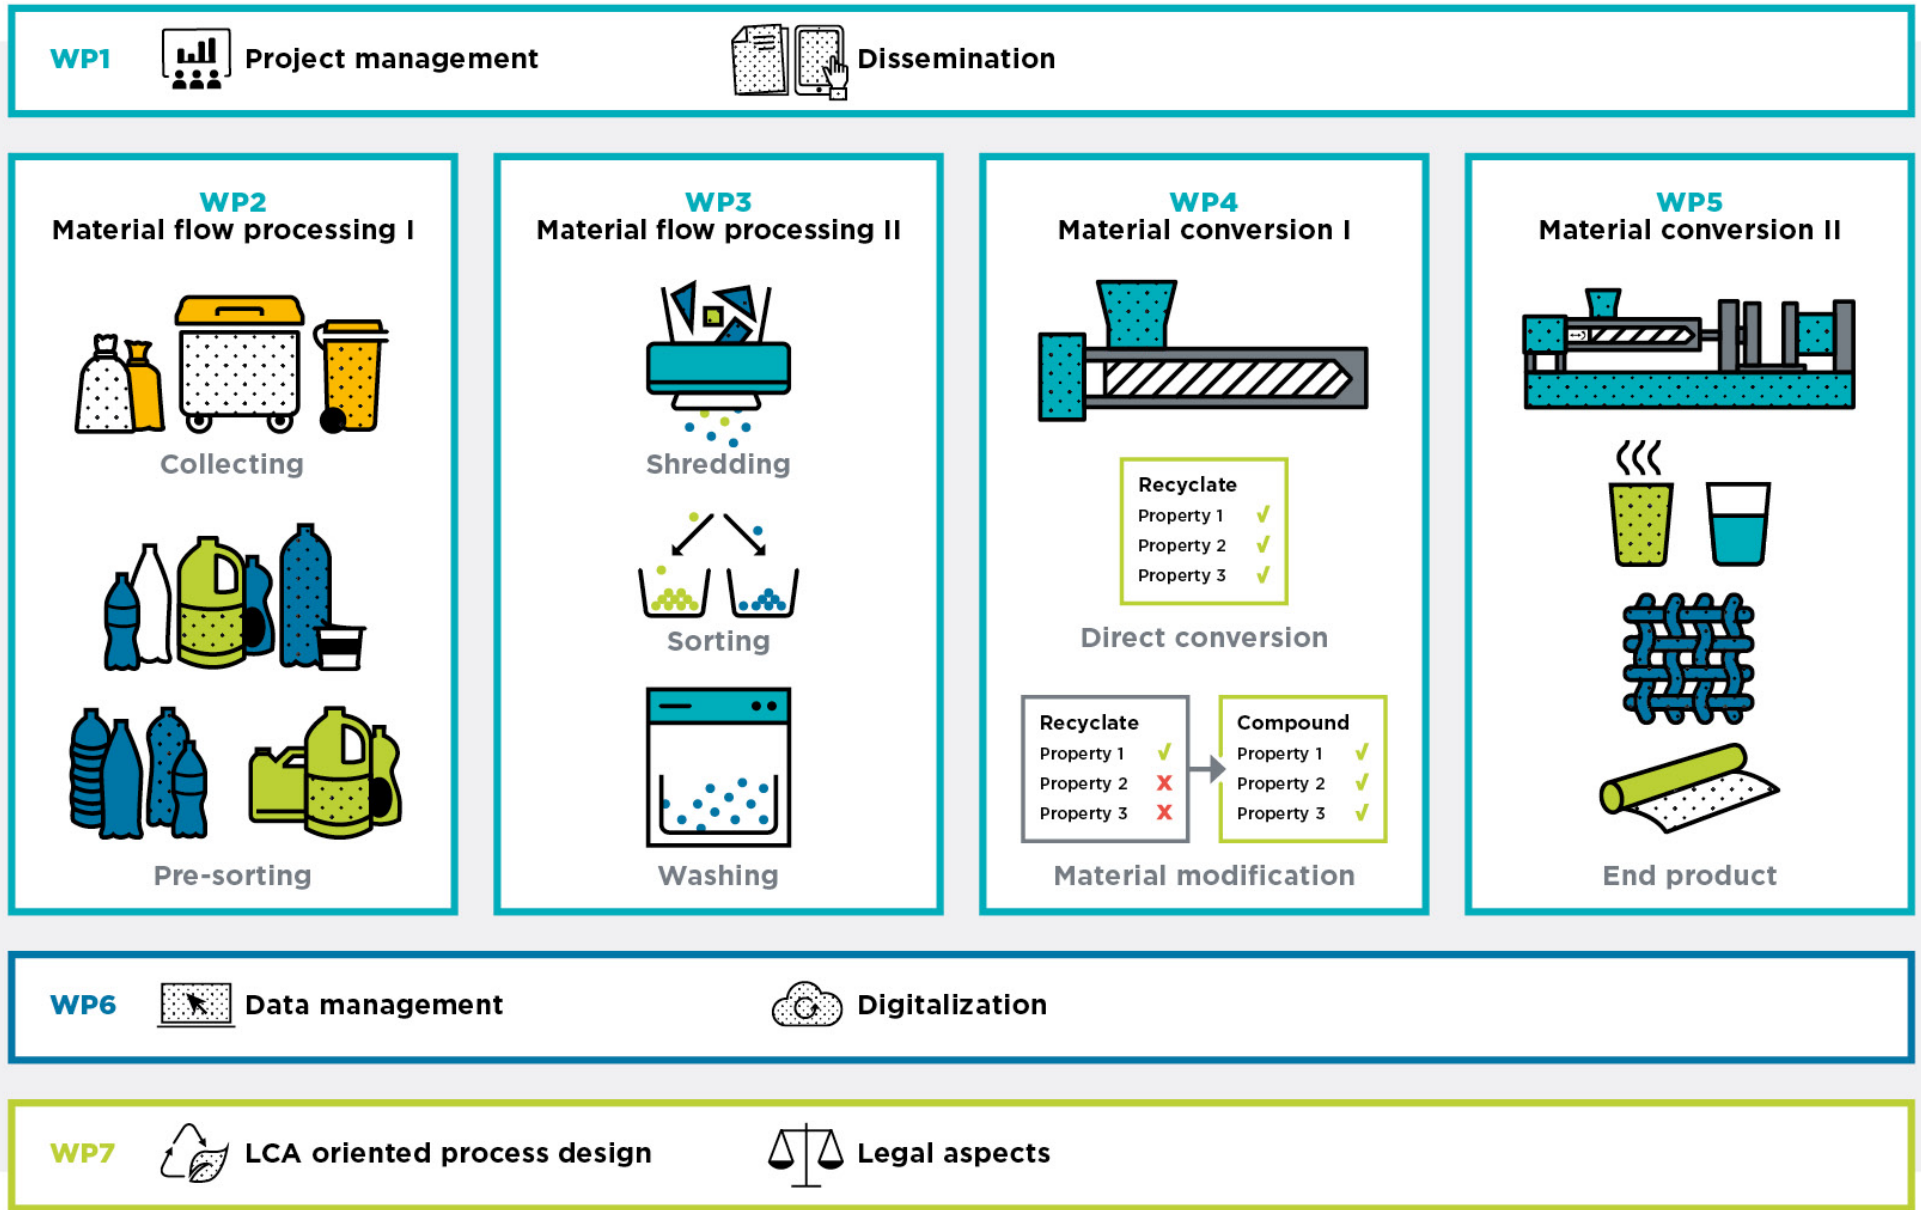 WP1 Project management Dissemination
WP2
Material flow processing I
Collecting
Pre-sorting
WP3
Material flow processing II
Shredding
Sorting
Washing
WP4
Material conversion I
Recyclate
Property 1 √
Property 2 √
Property 3 √
Direct conversion
Recyclate
Property 1 √
Property 2 X
Property 3 X
Compound
Property 1 √
Property 2 √
Property 3 √
Material modification
WP5
Material conversion II
End product
WP6 Data management Digitalization
WP7 LCA oriented process design Legal aspects